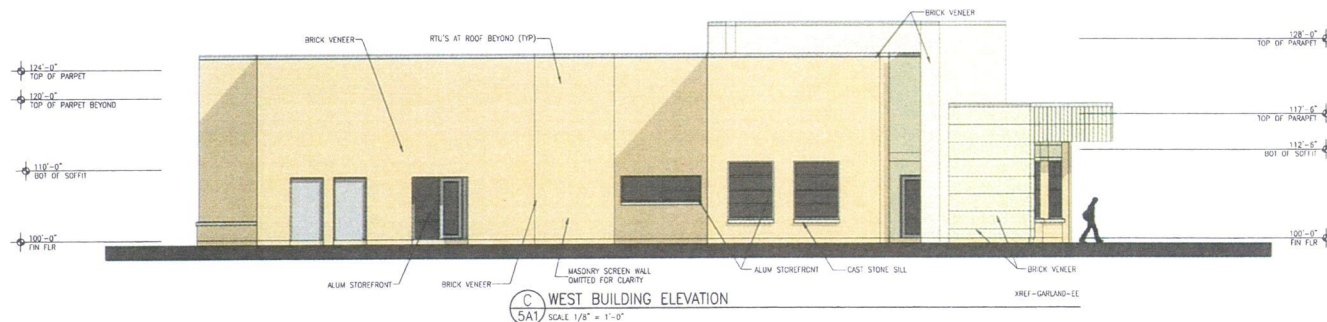 BRICK VENEER
BRICK VENEER
RTU'S AT ROOF BEYOND (TYP)
128'-0"
TOP OF PARAPET
124'-0"
TOP OF PARPET
120'-0"
TOP OF PARPET BEYOND
117'-6"
TOP OF PARAPET
112'-6"
BOT OF SOFFIT
110'-0"
BOT OF SOFFIT
100'-0"
FIN FLR
100'-0"
FIN FLR
ALUM STOREFRONT
BRICK VENEER
MASONRY SCREEN WALL
OMITTED FOR CLARITY
ALUM STOREFRONT
CAST STONE SILL
BRICK VENEER
C
5A1
WEST BUILDING ELEVATION
SCALE 1/8" = 1'-0"
XREF-GARLAND-EE